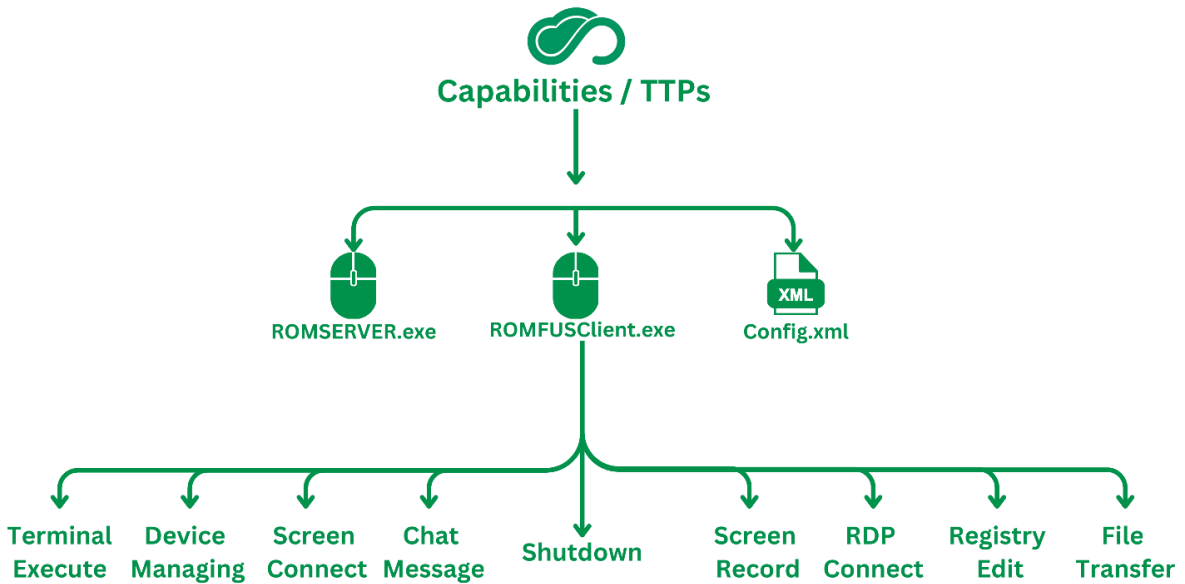 Capabilities / TTPs
ROMSERVER.exe
ROMFUSClient.exe
XML
Config.xml
Terminal
Execute
Device
Managing
Screen
Connect
Chat
Message
Shutdown
Screen
Record
RDP
Connect
Registry
Edit
File
Transfer